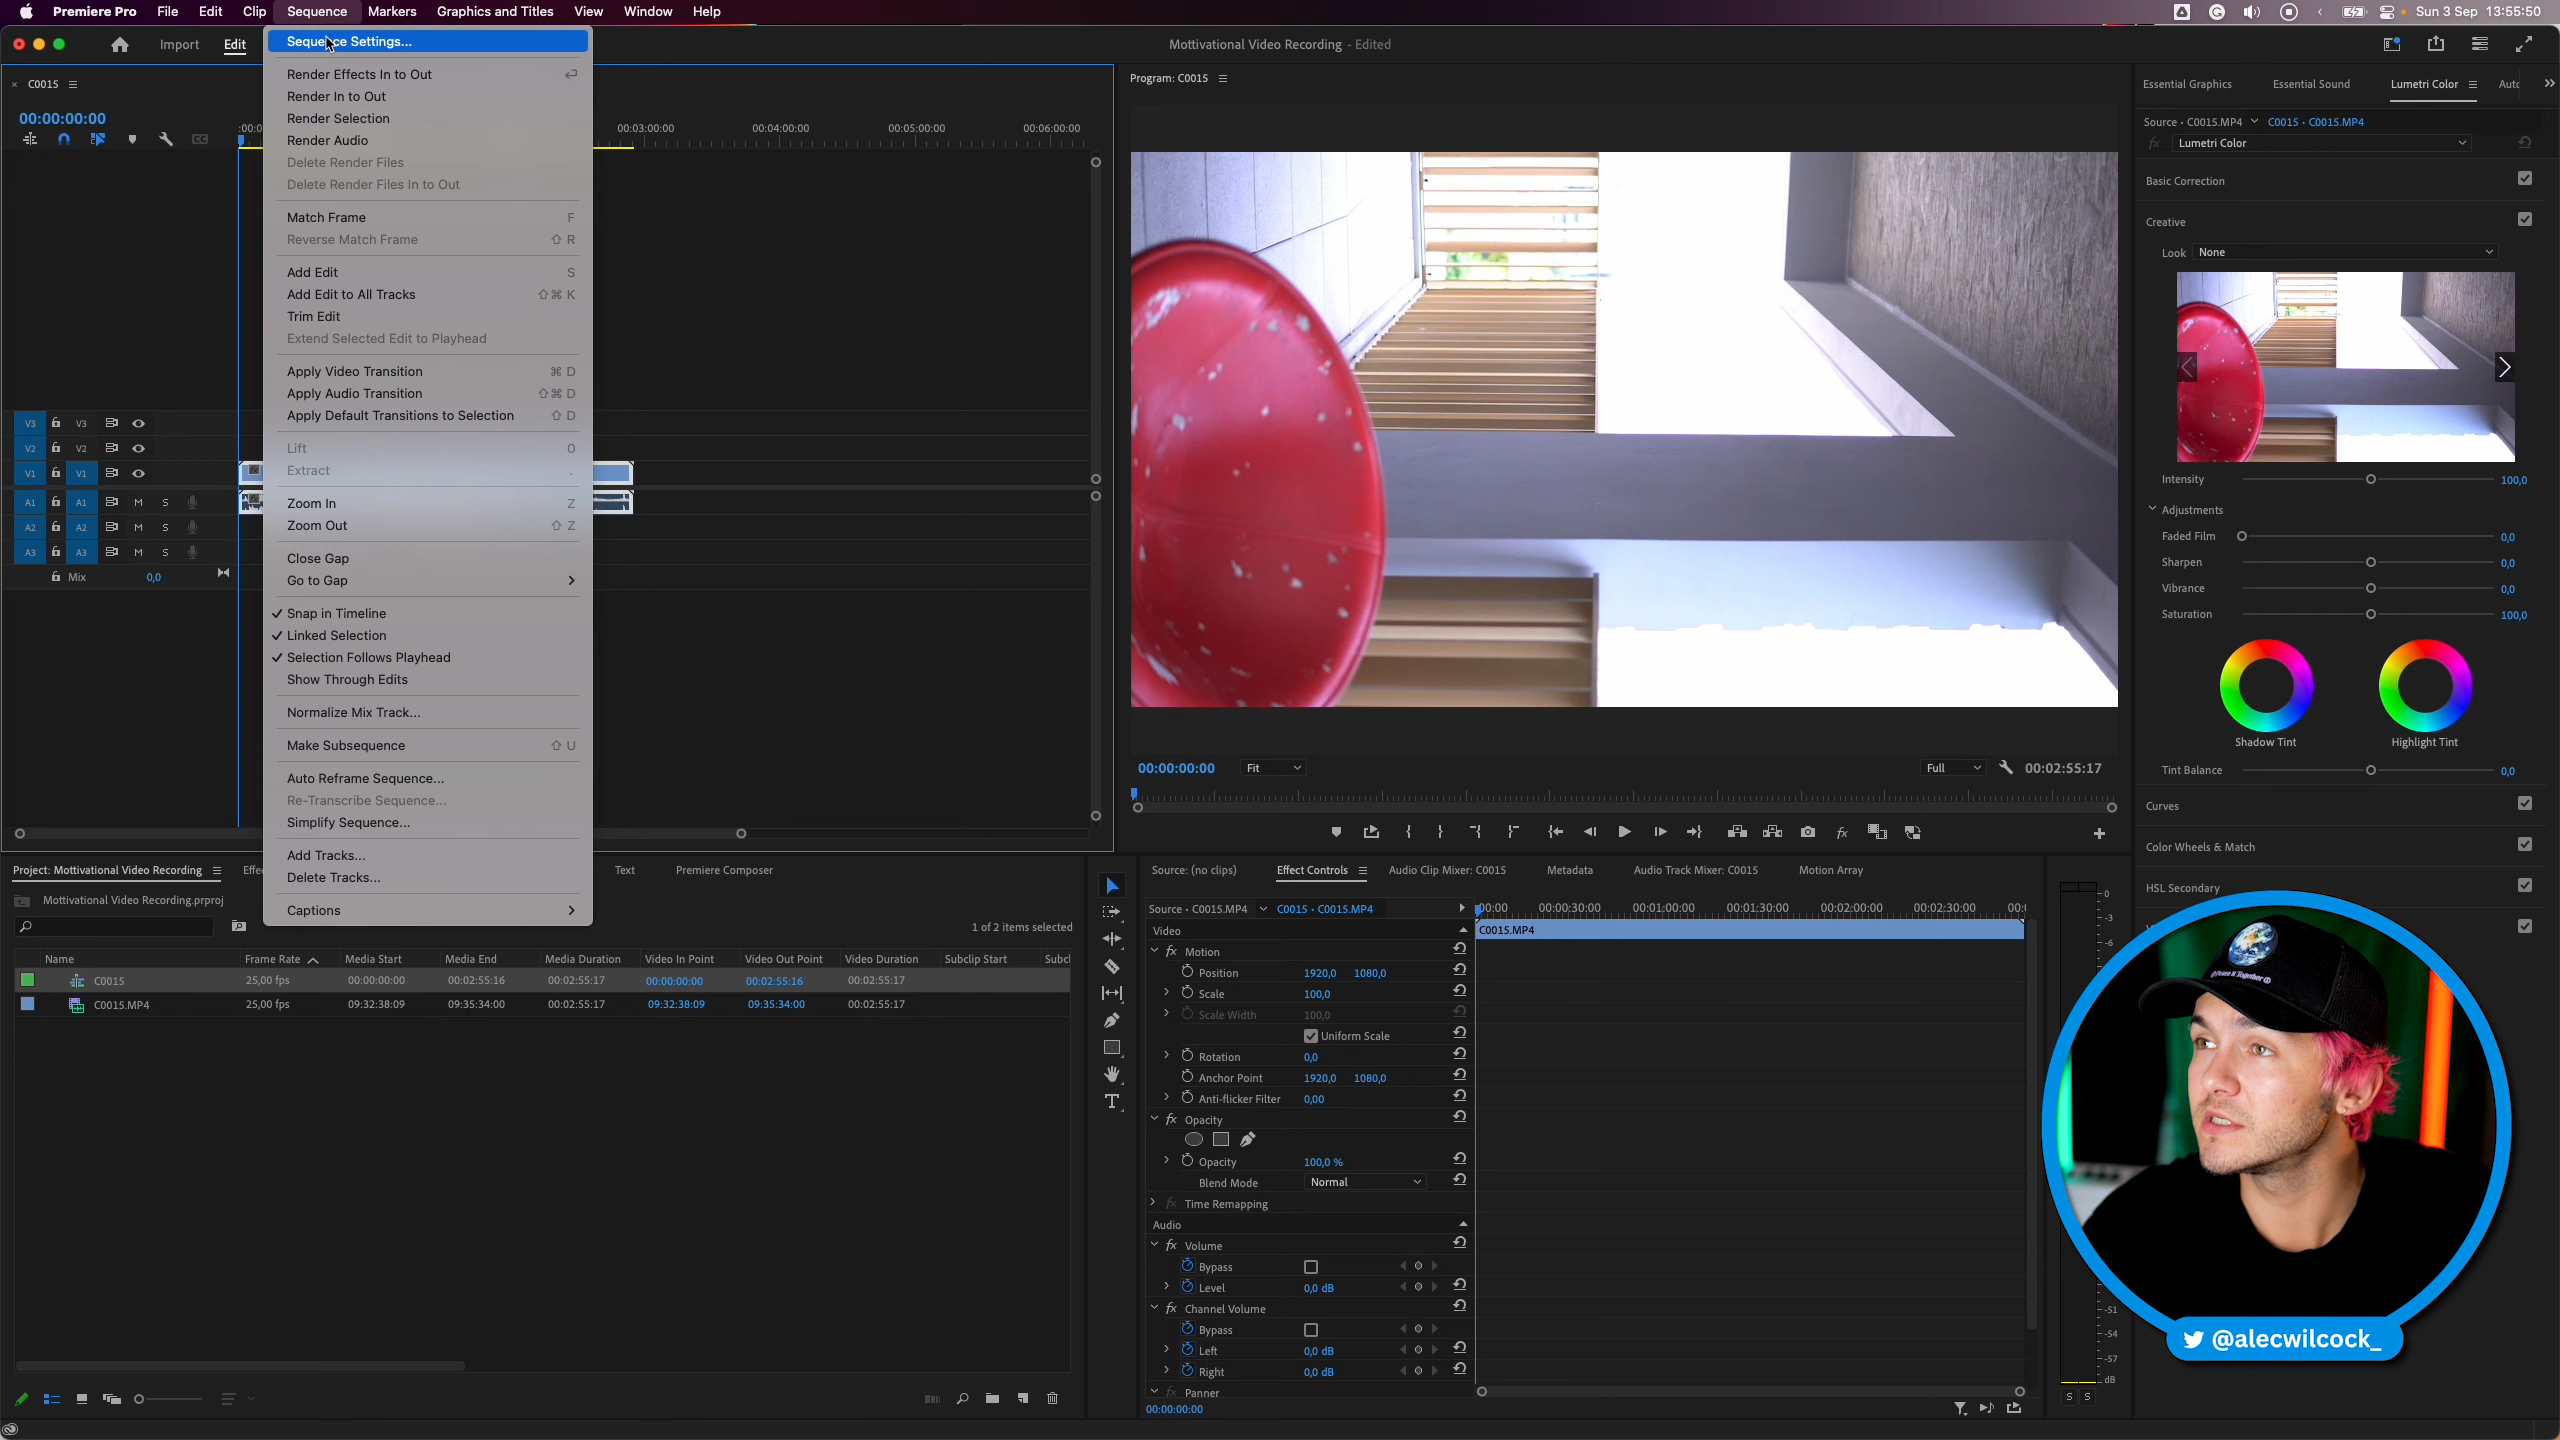 Premiere Pro File Edit Clip Sequence Markers Graphics and Titles View Window Help Sun 3 Sep 13:55:50
Import Edit Mottivational Video Recording - Edited
Sequence Settings...
Render Effects In to Out
Render In to Out
Render Selection
Render Audio
Delete Render Files
Delete Render Files In to Out
Match Frame F
Reverse Match Frame ⇧ R
Add Edit S
Add Edit to All Tracks ⇧⌘ K
Trim Edit
Extend Selected Edit to Playhead
Apply Video Transition ⌘ D
Apply Audio Transition ⇧⌘ D
Apply Default Transitions to Selection ⇧ D
Lift O
Extract .
Zoom In Z
Zoom Out ⇧ Z
Close Gap
Go to Gap
Snap in Timeline
Linked Selection
Selection Follows Playhead
Show Through Edits
Normalize Mix Track...
Make Subsequence ⇧ U
Auto Reframe Sequence...
Re-Transcribe Sequence...
Simplify Sequence...
Add Tracks...
Delete Tracks...
Captions
C0015
00:00:00:00
00:03:00:00 00:04:00:00 00:05:00:00 00:06:00:00
V3 V3
V2 V2
V1 V1
A1 A1 M S
A2 A2 M S
A3 A3 M S
Mix 0,0
Program: C0015
00:00:00:00 Fit Full 00:02:55:17
Essential Graphics Essential Sound Lumetri Color
Source • C0015.MP4 C0015 • C0015.MP4
fx Lumetri Color
Basic Correction
Creative
Look None
Intensity 100,0
Adjustments
Faded Film 0,0
Sharpen 0,0
Vibrance 0,0
Saturation 100,0
Shadow Tint Highlight Tint
Tint Balance 0,0
Curves
Color Wheels & Match
HSL Secondary
Project: Mottivational Video Recording Text Premiere Composer
Mottivational Video Recording.prproj
1 of 2 items selected
Name Frame Rate Media Start Media End Media Duration Video In Point Video Out Point Video Duration Subclip Start
C0015 25,00 fps 00:00:00:00 00:02:55:16 00:02:55:17 00:00:00:00 00:02:55:16 00:02:55:17
C0015.MP4 25,00 fps 09:32:38:09 09:35:34:00 00:02:55:17 09:32:38:09 09:35:34:00 00:02:55:17
Source: (no clips) Effect Controls Audio Clip Mixer: C0015 Metadata Audio Track Mixer: C0015 Motion Array
Source • C0015.MP4 C0015 • C0015.MP4 00:00:30:00 00:01:00:00 00:01:30:00 00:02:00:00 00:02:30:00
Video C0015.MP4
fx Motion
Position 1920,0 1080,0
Scale 100,0
Scale Width 100,0
Uniform Scale
Rotation 0,0
Anchor Point 1920,0 1080,0
Anti-flicker Filter 0,00
fx Opacity
Opacity 100,0 %
Blend Mode Normal
fx Time Remapping
Audio
fx Volume
Bypass
Level 0,0 dB
fx Channel Volume
Bypass
Left 0,0 dB
Right 0,0 dB
fx Panner
00:00:00:00
0
-3
-6
-51
-54
-57
dB
S S
@alecwilcock_